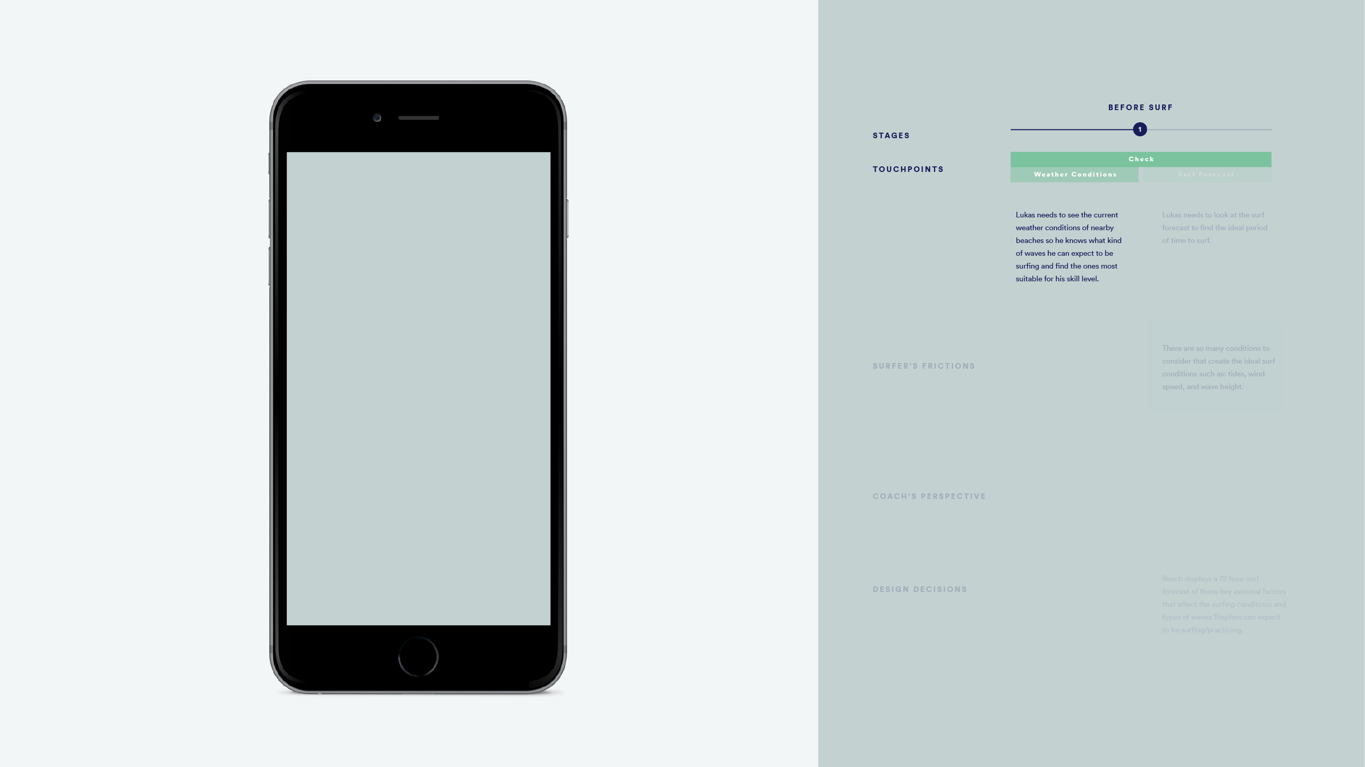 BEFORE SURF
STAGES
1
Check
TOUCHPOINTS
Weather Conditions
Surf Forecast
Lukas needs to see the current
weather conditions of nearby
beaches so he knows what kind
of waves he can expect to be
surfing and find the ones most
suitable for his skill level.
Lukas needs to look at the surf
forecast to find the ideal period
of time to surf.
SURFER'S FRICTIONS
There are so many conditions to
consider that create the ideal surf
conditions such as: tides, wind
speed, and wave height.
COACH'S PERSPECTIVE
DESIGN DECISIONS
displays a 72 hour surf
forecast of those key external factors
that affect the surfing conditions and
types of waves Stephen can expect
to be surfing/practicing.